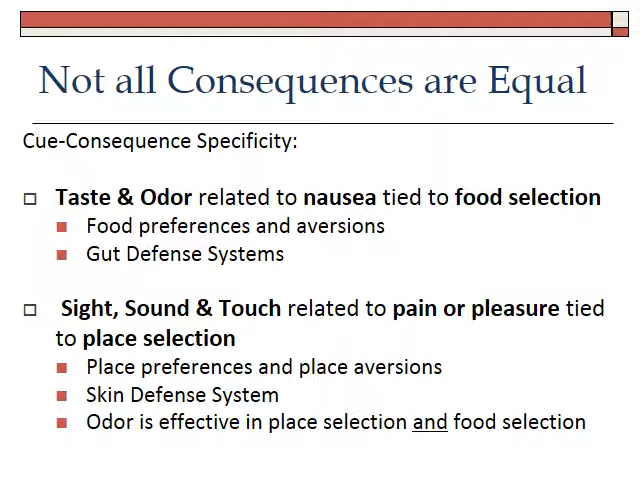 Not all Consequences are Equal
Cue-Consequence Specificity:
Taste & Odor related to nausea tied to food selection
Food preferences and aversions
Gut Defense Systems
Sight, Sound & Touch related to pain or pleasure tied
to place selection
Place preferences and place aversions
Skin Defense System
Odor is effective in place selection and food selection